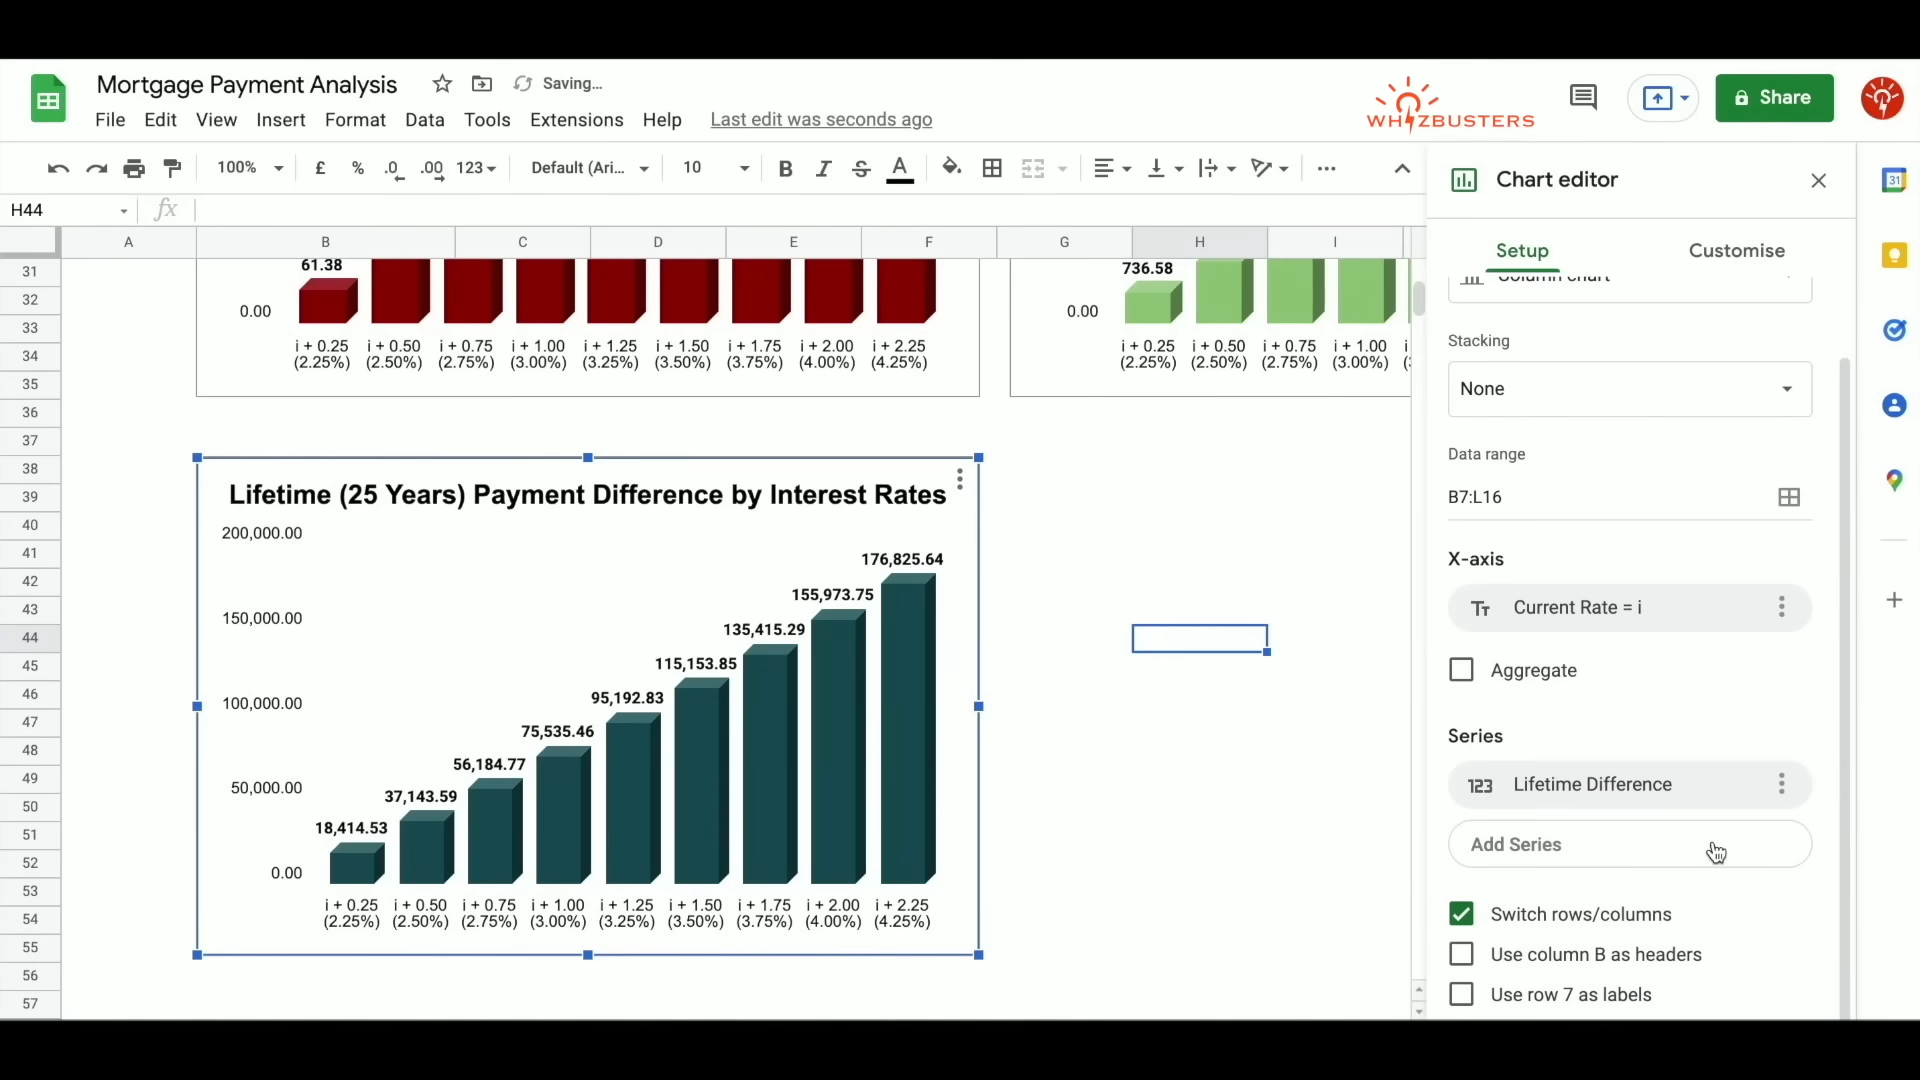 Mortgage Payment Analysis
Saving...
File Edit View Insert Format Data Tools Extensions Help Last edit was seconds ago
WHIZBUSTERS
Share
100% £ % .0 .00 123 Default (Ari... 10 B I S A
31
H44
fx
A B C D E F G H I
31
32
33
34
35
36
37
38
39
40
41
42
43
44
45
46
47
48
49
50
51
52
53
54
55
56
57
61.38
0.00
i + 0.25 i + 0.50 i + 0.75 i + 1.00 i + 1.25 i + 1.50 i + 1.75 i + 2.00 i + 2.25
(2.25%) (2.50%) (2.75%) (3.00%) (3.25%) (3.50%) (3.75%) (4.00%) (4.25%)
736.58
0.00
i + 0.25 i + 0.50 i + 0.75 i + 1.00
(2.25%) (2.50%) (2.75%) (3.00%)
Lifetime (25 Years) Payment Difference by Interest Rates
200,000.00
150,000.00
100,000.00
50,000.00
0.00
18,414.53
37,143.59
56,184.77
75,535.46
95,192.83
115,153.85
135,415.29
155,973.75
176,825.64
i + 0.25 i + 0.50 i + 0.75 i + 1.00 i + 1.25 i + 1.50 i + 1.75 i + 2.00 i + 2.25
(2.25%) (2.50%) (2.75%) (3.00%) (3.25%) (3.50%) (3.75%) (4.00%) (4.25%)
Chart editor
Setup Customise
Column chart
Stacking
None
Data range
B7:L16
X-axis
Tт Current Rate = i
Aggregate
Series
123 Lifetime Difference
Add Series
Switch rows/columns
Use column B as headers
Use row 7 as labels